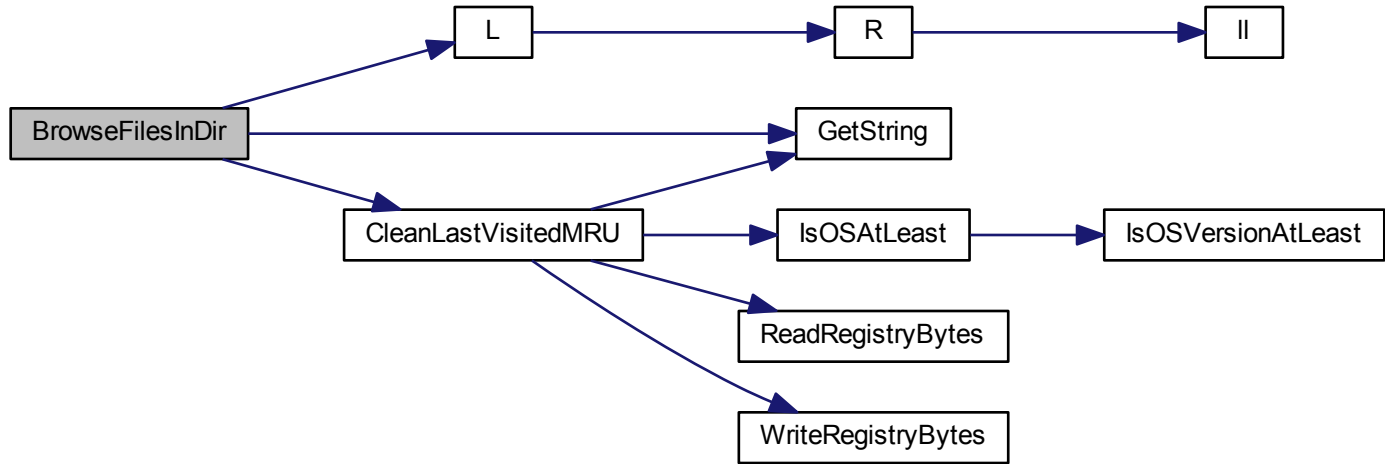 L
R
ll
BrowseFilesInDir
GetString
CleanLastVisitedMRU
IsOSAtLeast
IsOSVersionAtLeast
ReadRegistryBytes
WriteRegistryBytes